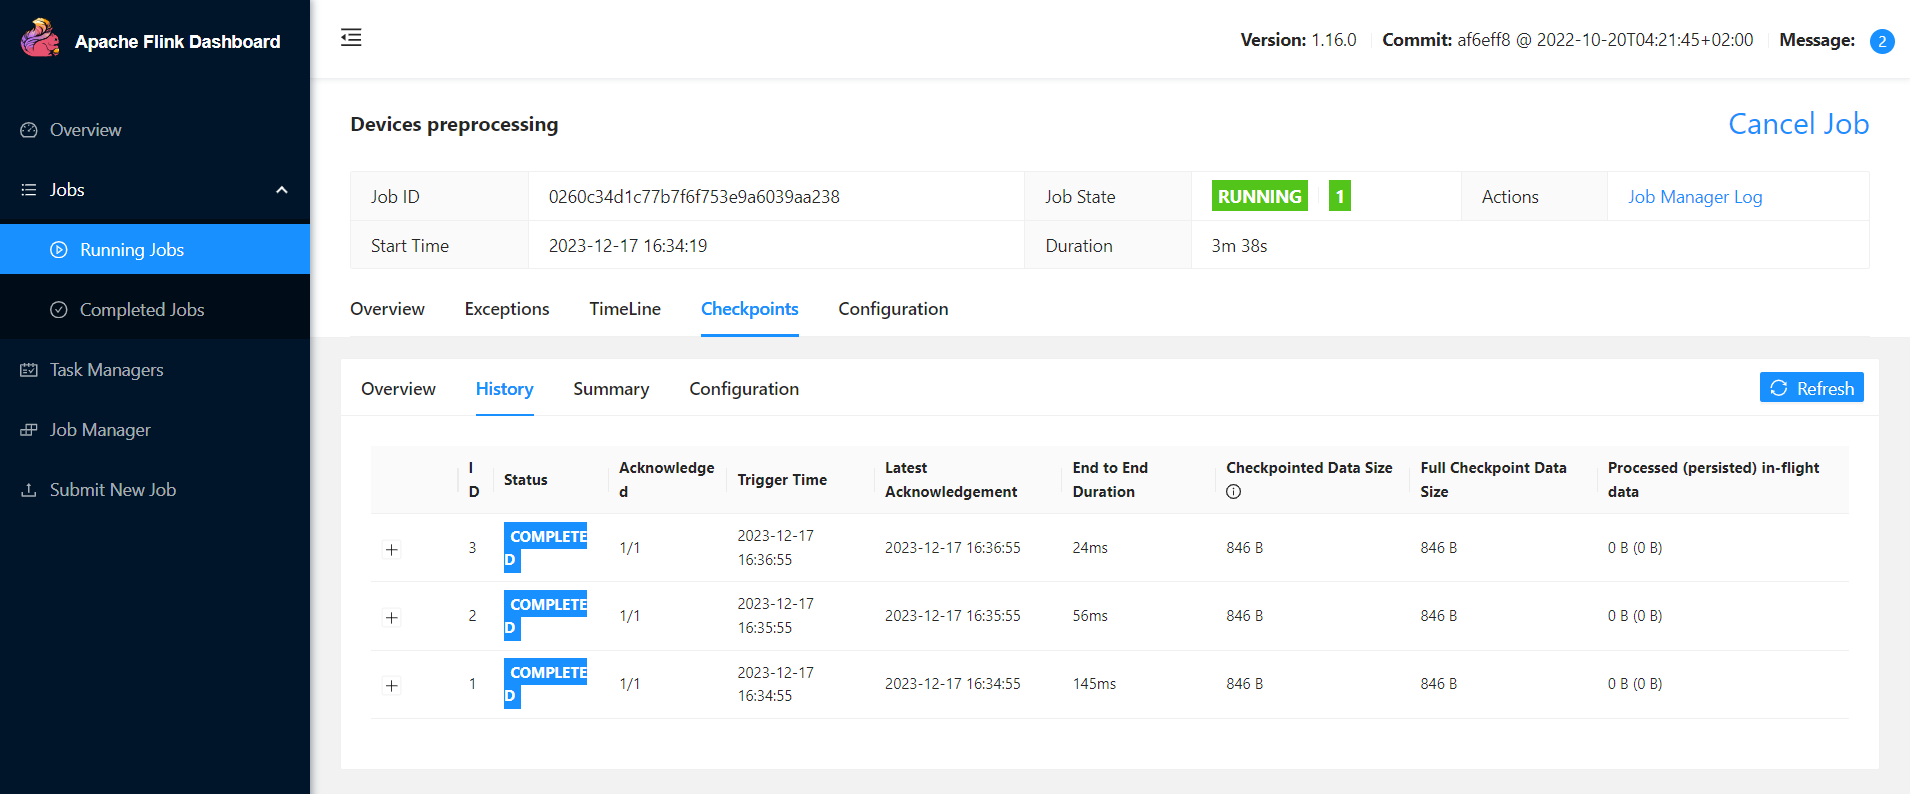 Apache Flink Dashboard
Version: 1.16.0 Commit: af6eff8 @ 2022-10-20T04:21:45+02:00 Message: 2
Overview
Jobs
Running Jobs
Completed Jobs
Task Managers
Job Manager
Submit New Job
Devices preprocessing
Cancel Job
Job ID 0260c34d1c77b7f6f753e9a6039aa238 Job State RUNNING 1 Actions Job Manager Log
Start Time 2023-12-17 16:34:19 Duration 3m 38s
Overview Exceptions TimeLine Checkpoints Configuration
Overview History Summary Configuration Refresh
I
D
Status
Acknowledge
d
Trigger Time
Latest
Acknowledgement
End to End
Duration
Checkpointed Data Size
Full Checkpoint Data
Size
Processed (persisted) in-flight
data
3
COMPLETE
D
1/1
2023-12-17
16:36:55
2023-12-17 16:36:55
24ms
846 B
846 B
0 B (0 B)
2
COMPLETE
D
1/1
2023-12-17
16:35:55
2023-12-17 16:35:55
56ms
846 B
846 B
0 B (0 B)
1
COMPLETE
D
1/1
2023-12-17
16:34:55
2023-12-17 16:34:55
145ms
846 B
846 B
0 B (0 B)